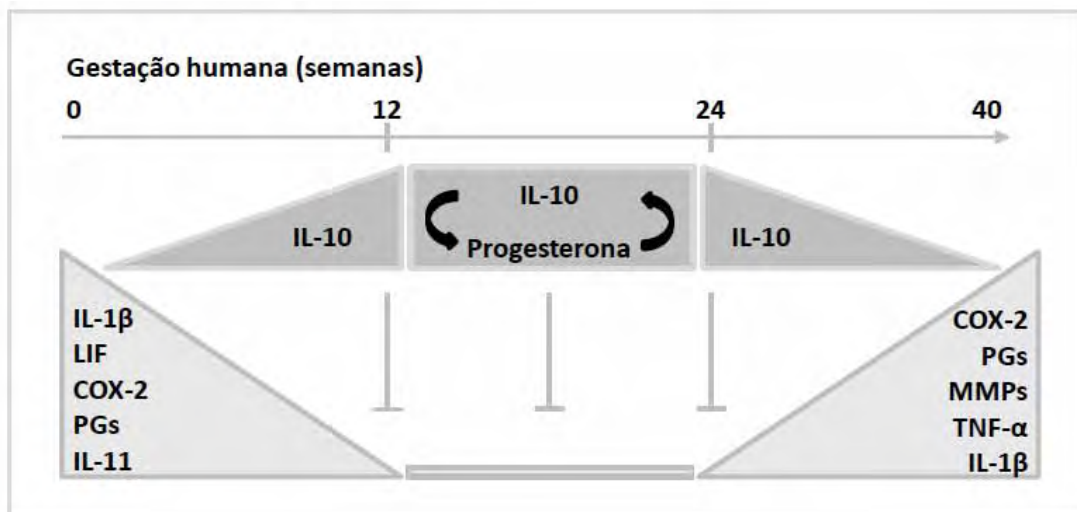 Gestação humana (semanas)
0 12 24 40
IL-10
IL-10 IL-10
Progesterona
IL-1β
LIF
COX-2
PGs
IL-11
COX-2
PGs
MMPs
TNF-α
IL-1β